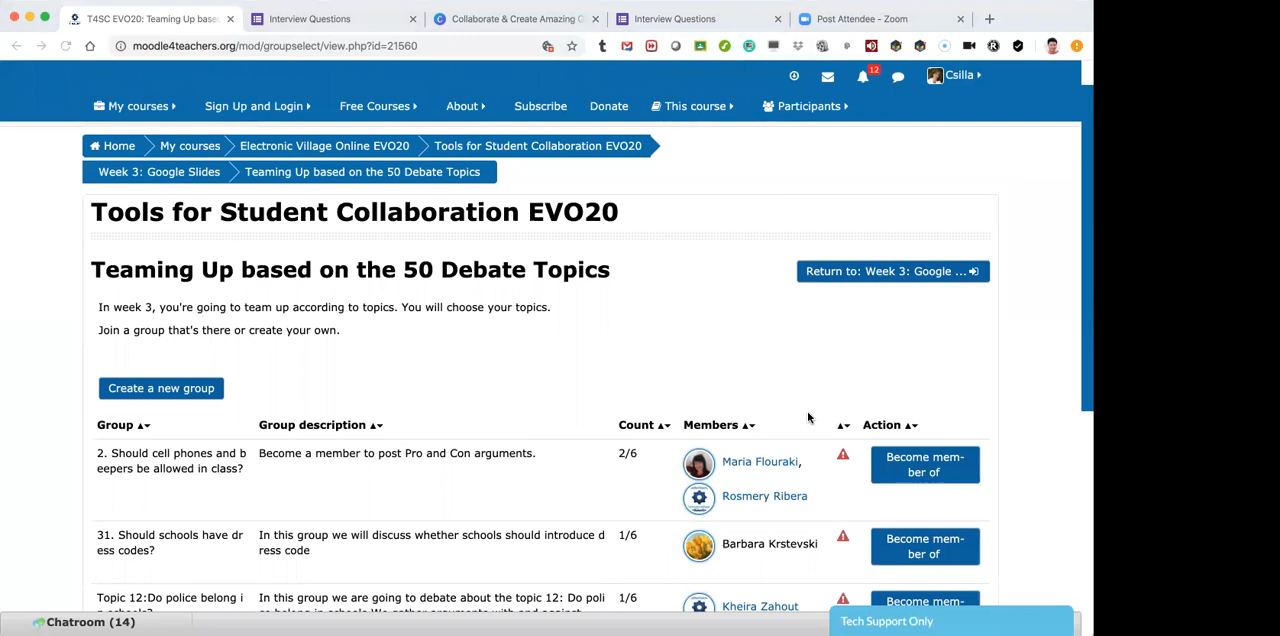 T4SC EVO20: Teaming Up base
Interview Questions
Collaborate & Create Amazing G
Interview Questions
Post Attendee - Zoom
moodle4teachers.org/mod/groupselect/view.php?id=21560
12
Csilla
My courses
Sign Up and Login
Free Courses
About
Subscribe
Donate
This course
Participants
Home
My courses
Electronic Village Online EVO20
Tools for Student Collaboration EVO20
Week 3: Google Slides
Teaming Up based on the 50 Debate Topics
Tools for Student Collaboration EVO20
Teaming Up based on the 50 Debate Topics
Return to: Week 3: Google ...
In week 3, you're going to team up according to topics. You will choose your topics.
Join a group that's there or create your own.
Create a new group
Group
Group description
Count
Members
Action
2. Should cell phones and b
eepers be allowed in class?
Become a member to post Pro and Con arguments.
2/6
Maria Flouraki,
Rosmery Ribera
Become mem-
ber of
31. Should schools have dr
ess codes?
In this group we will discuss whether schools should introduce d
ress code
1/6
Barbara Krstevski
Become mem-
ber of
Topic 12:Do police belong i
n schools?
In this group we are going to debate about the topic 12: Do poli
1/6
Kheira Zahout
Become mem-
Chatroom (14)
Tech Support Only